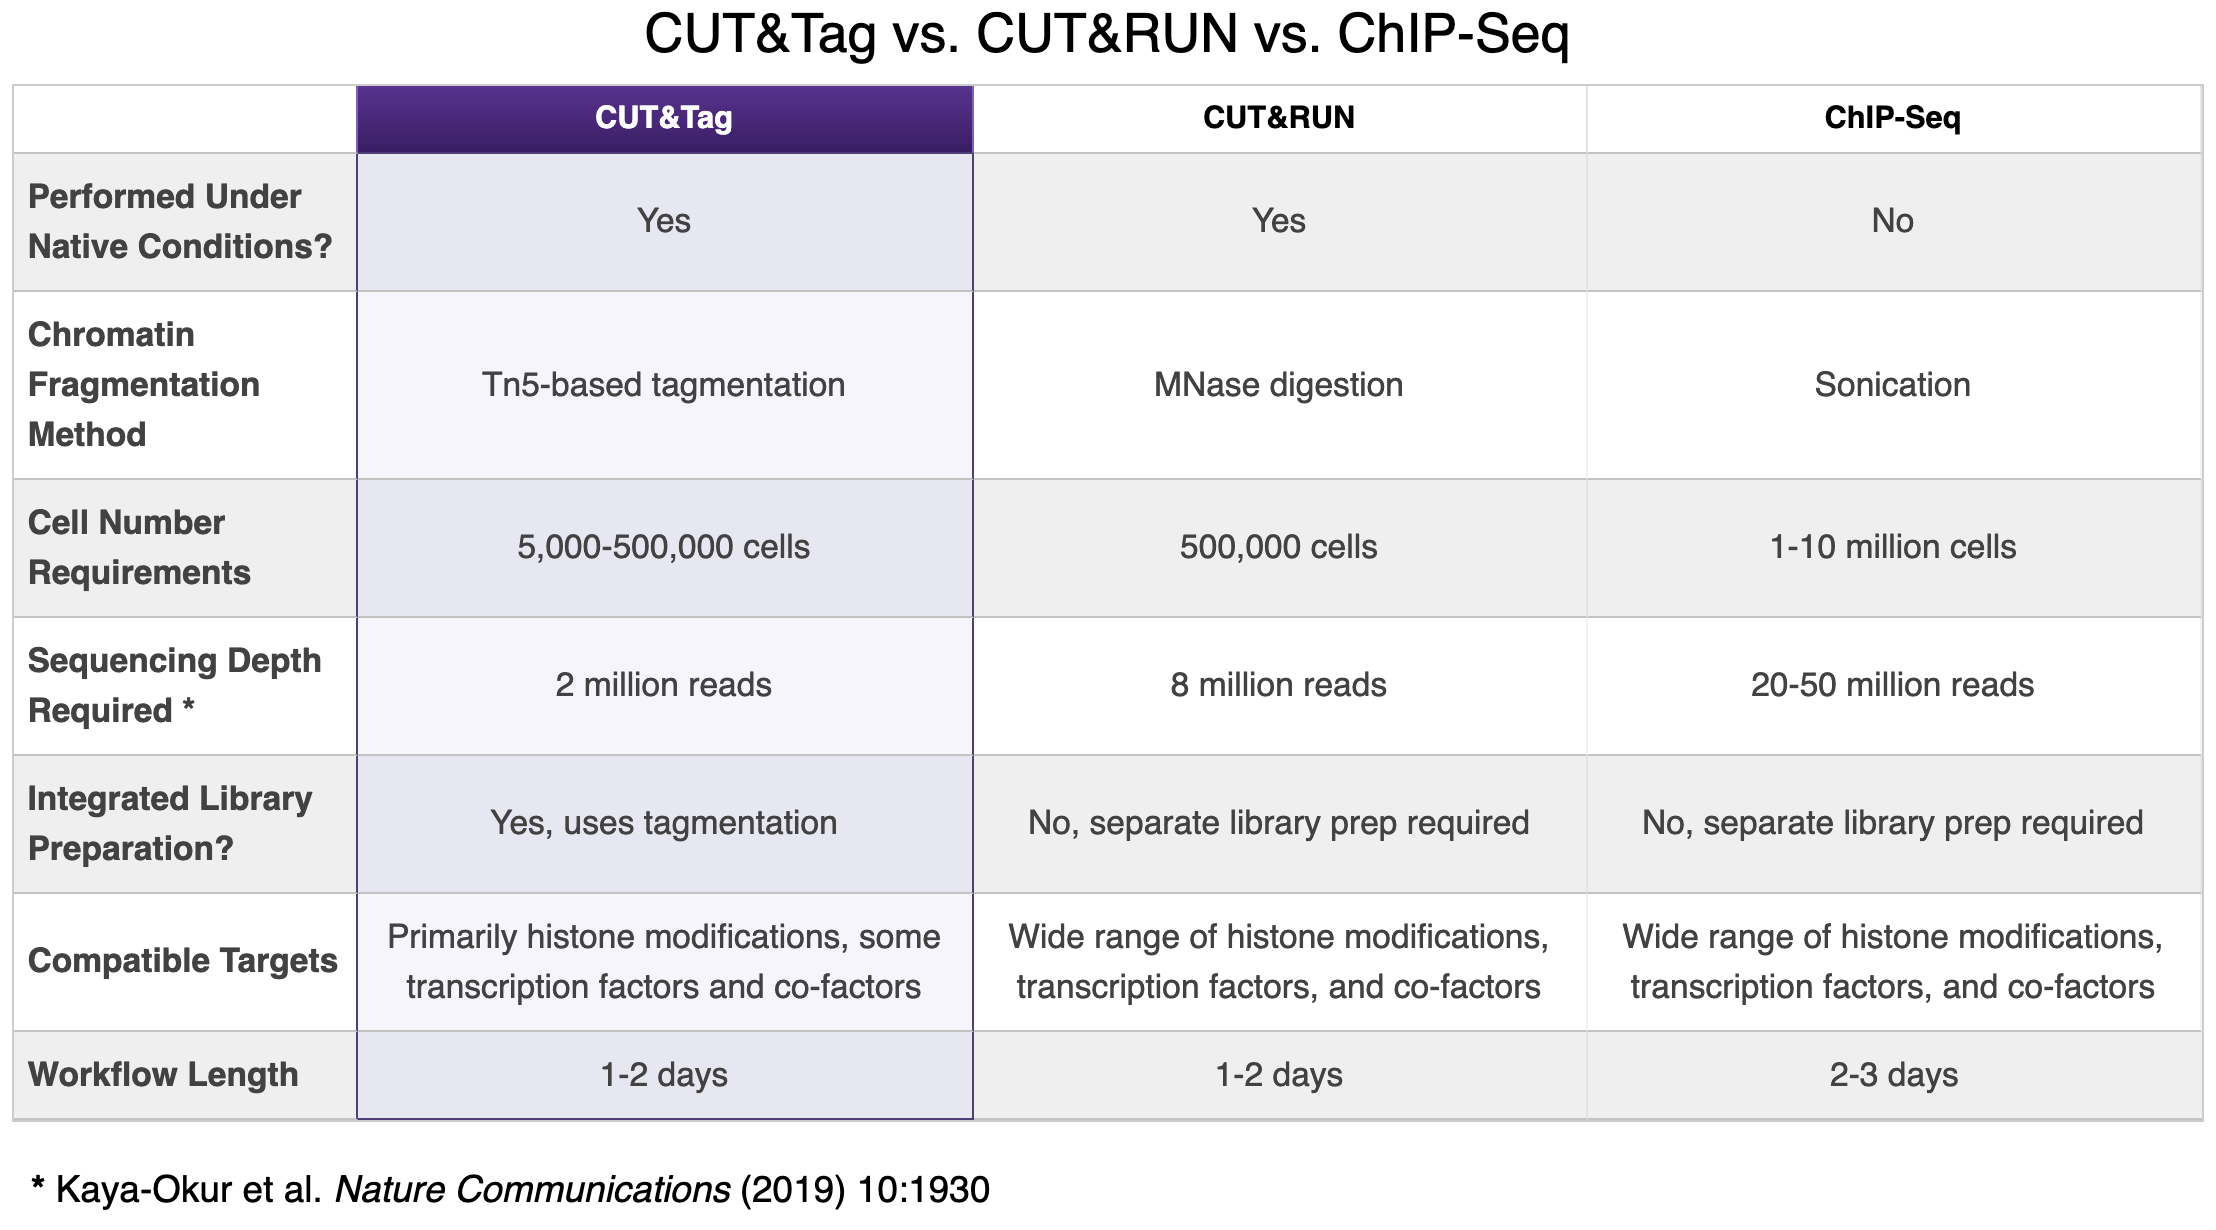 CUT&Tag vs. CUT&RUN vs. ChIP-Seq
CUT&Tag CUT&RUN ChIP-Seq
Performed Under
Native Conditions?
Yes Yes No
Chromatin
Fragmentation
Method
Tn5-based tagmentation MNase digestion Sonication
Cell Number
Requirements
5,000-500,000 cells 500,000 cells 1-10 million cells
Sequencing Depth
Required *
2 million reads 8 million reads 20-50 million reads
Integrated Library
Preparation?
Yes, uses tagmentation No, separate library prep required No, separate library prep required
Compatible Targets
Primarily histone modifications, some
transcription factors and co-factors
Wide range of histone modifications,
transcription factors, and co-factors
Wide range of histone modifications,
transcription factors, and co-factors
Workflow Length 1-2 days 1-2 days 2-3 days
* Kaya-Okur et al. Nature Communications (2019) 10:1930